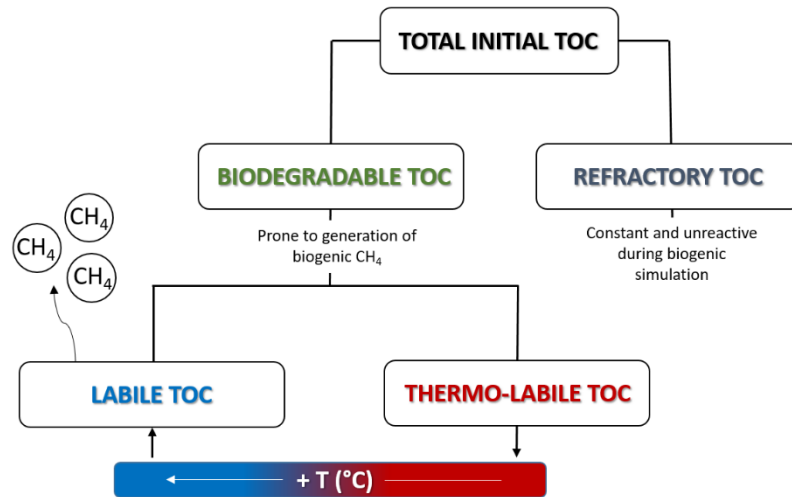 TOTAL INITIAL TOC
BIODEGRADABLE TOC
REFRACTORY TOC
Prone to generation of
biogenic CH₄
Constant and unreactive
during biogenic
simulation
CH₄
CH₄
CH₄
LABILE TOC
THERMO-LABILE TOC
+ T (°C)